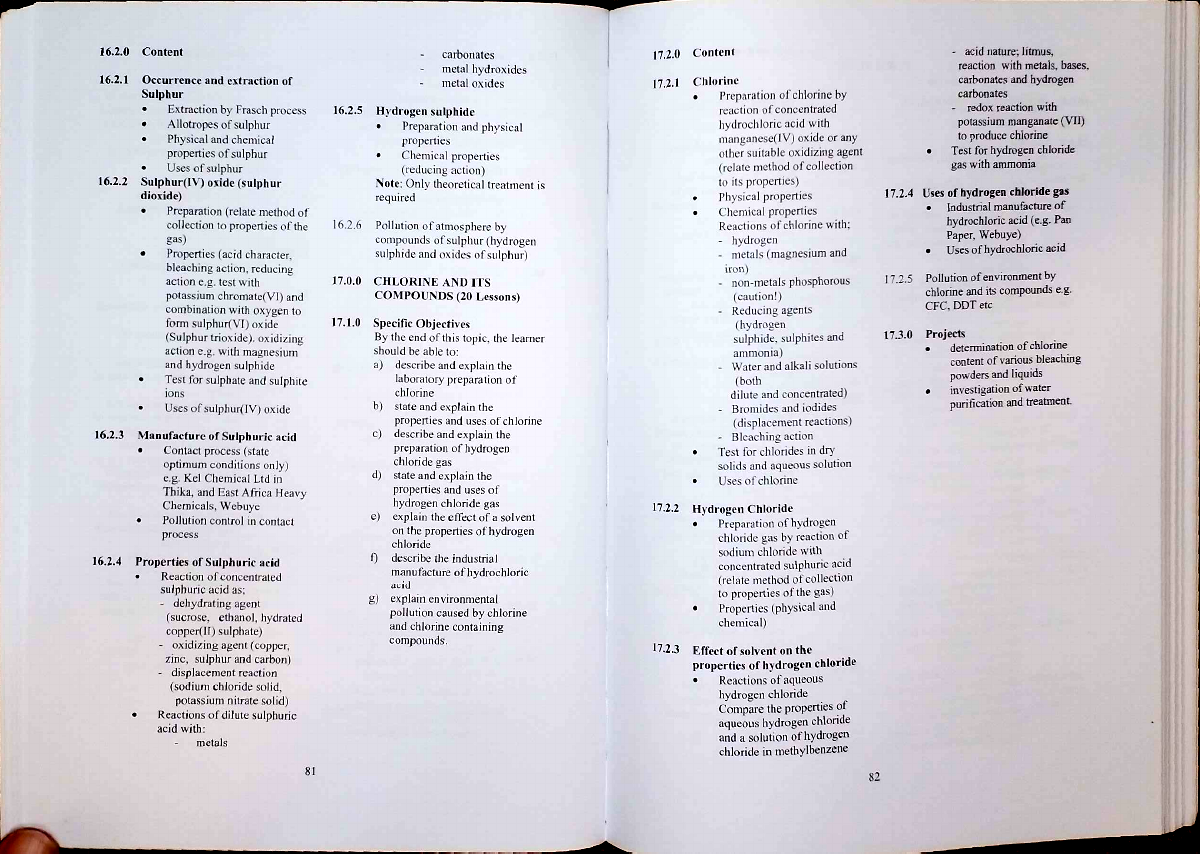 16.2.0 Content
16.2.1 Occurrence and extraction of
Sulphur
• Extraction by Frasch process
• Allotropes of sulphur
• Physical and chemical
properties of sulphur
• Uses of sulphur
16.2.2 Sulphur(IV) oxide (sulphur
dioxide)
• Preparation (relate method of
collection to properties of the
gas)
• Properties (acid character,
bleaching action, reducing
action e.g. test with
potassium chromate(VI) and
combination with oxygen to
form sulphur(VI) oxide
(Sulphur trioxide), oxidizing
action e.g. with magnesium
and hydrogen sulphide
• Test for sulphate and sulphite
ions
• Uses of sulphur(IV) oxide
16.2.3 Manufacture of Sulphuric acid
• Contact process (state
optimum conditions only)
e.g. Kel Chemical Ltd in
Thika, and East Africa Heavy
Chemicals, Webuye
• Pollution control in contact
process
16.2.4 Properties of Sulphuric acid
• Reaction of concentrated
sulphuric acid as:
- dehydrating agent
(sucrose, ethanol, hydrated
copper(II) sulphate)
- oxidizing agent (copper,
zinc, sulphur and carbon)
- displacement reaction
(sodium chloride solid,
potassium nitrate solid)
• Reactions of dilute sulphuric
acid with:
- metals
- carbonates
- metal hydroxides
- metal oxides
16.2.5 Hydrogen sulphide
• Preparation and physical
properties
• Chemical properties
(reducing action)
Note: Only theoretical treatment is
required
16.2.6 Pollution of atmosphere by
compounds of sulphur (hydrogen
sulphide and oxides of sulphur)
17.0.0 CHLORINE AND ITS
COMPOUNDS (20 Lessons)
17.1.0 Specific Objectives
By the end of this topic, the learner
should be able to:
a) describe and explain the
laboratory preparation of
chlorine
b) state and explain the
properties and uses of chlorine
c) describe and explain the
preparation of hydrogen
chloride gas
d) state and explain the
properties and uses of
hydrogen chloride gas
e) explain the effect of a solvent
on the properties of hydrogen
chloride
f) describe the industrial
manufacture of hydrochloric
acid
g) explain environmental
pollution caused by chlorine
and chlorine containing
compounds.
81
17.2.0 Content
17.2.1 Chlorine
• Preparation of chlorine by
reaction of concentrated
hydrochloric acid with
manganese(IV) oxide or any
other suitable oxidizing agent
(relate method of collection
to its properties)
• Physical properties
• Chemical properties
Reactions of chlorine with;
- hydrogen
- metals (magnesium and
iron)
- non-metals phosphorous
(caution!)
- Reducing agents
(hydrogen
sulphide, sulphites and
ammonia)
- Water and alkali solutions
(both
dilute and concentrated)
- Bromides and iodides
(displacement reactions)
- Bleaching action
• Test for chlorides in dry
solids and aqueous solution
• Uses of chlorine
17.2.2 Hydrogen Chloride
• Preparation of hydrogen
chloride gas by reaction of
sodium chloride with
concentrated sulphuric acid
(relate method of collection
to properties of the gas)
• Properties (physical and
chemical)
17.2.3 Effect of solvent on the
properties of hydrogen chloride
• Reactions of aqueous
hydrogen chloride
Compare the properties of
aqueous hydrogen chloride
and a solution of hydrogen
chloride in methylbenzene
- acid nature; litmus,
reaction with metals, bases,
carbonates and hydrogen
carbonates
- redox reaction with
potassium manganate (VII)
to produce chlorine
• Test for hydrogen chloride
gas with ammonia
17.2.4 Uses of hydrogen chloride gas
• Industrial manufacture of
hydrochloric acid (e.g. Pan
Paper, Webuye)
• Uses of hydrochloric acid
17.2.5 Pollution of environment by
chlorine and its compounds e.g.
CFC, DDT etc
17.3.0 Projects
• determination of chlorine
content of various bleaching
powders and liquids
• investigation of water
purification and treatment.
82